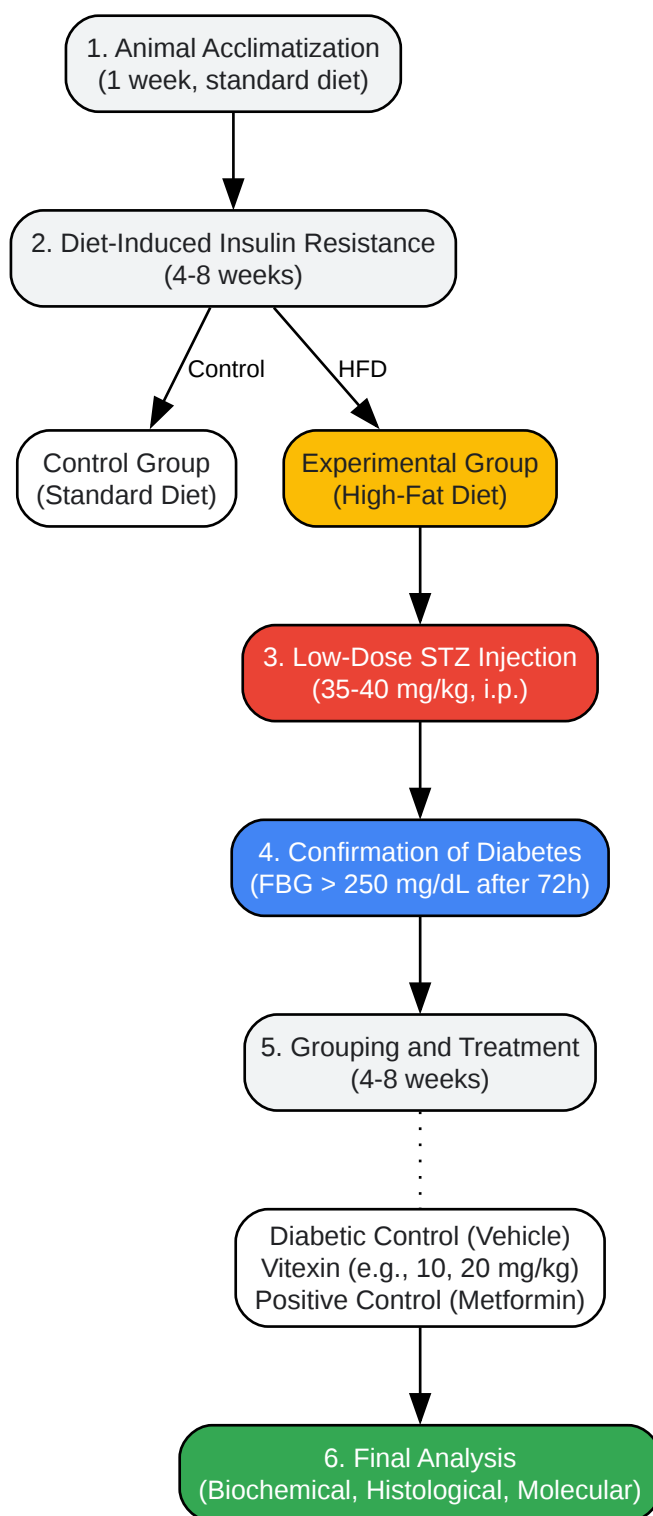 1. Animal Acclimatization
(1 week, standard diet)
2. Diet-Induced Insulin Resistance
(4-8 weeks)
Control
HFD
Control Group
(Standard Diet)
Experimental Group
(High-Fat Diet)
3. Low-Dose STZ Injection
(35-40 mg/kg, i.p.)
4. Confirmation of Diabetes
(FBG > 250 mg/dL after 72h)
5. Grouping and Treatment
(4-8 weeks)
Diabetic Control (Vehicle)
Vitexin (e.g., 10, 20 mg/kg)
Positive Control (Metformin)
6. Final Analysis
(Biochemical, Histological, Molecular)